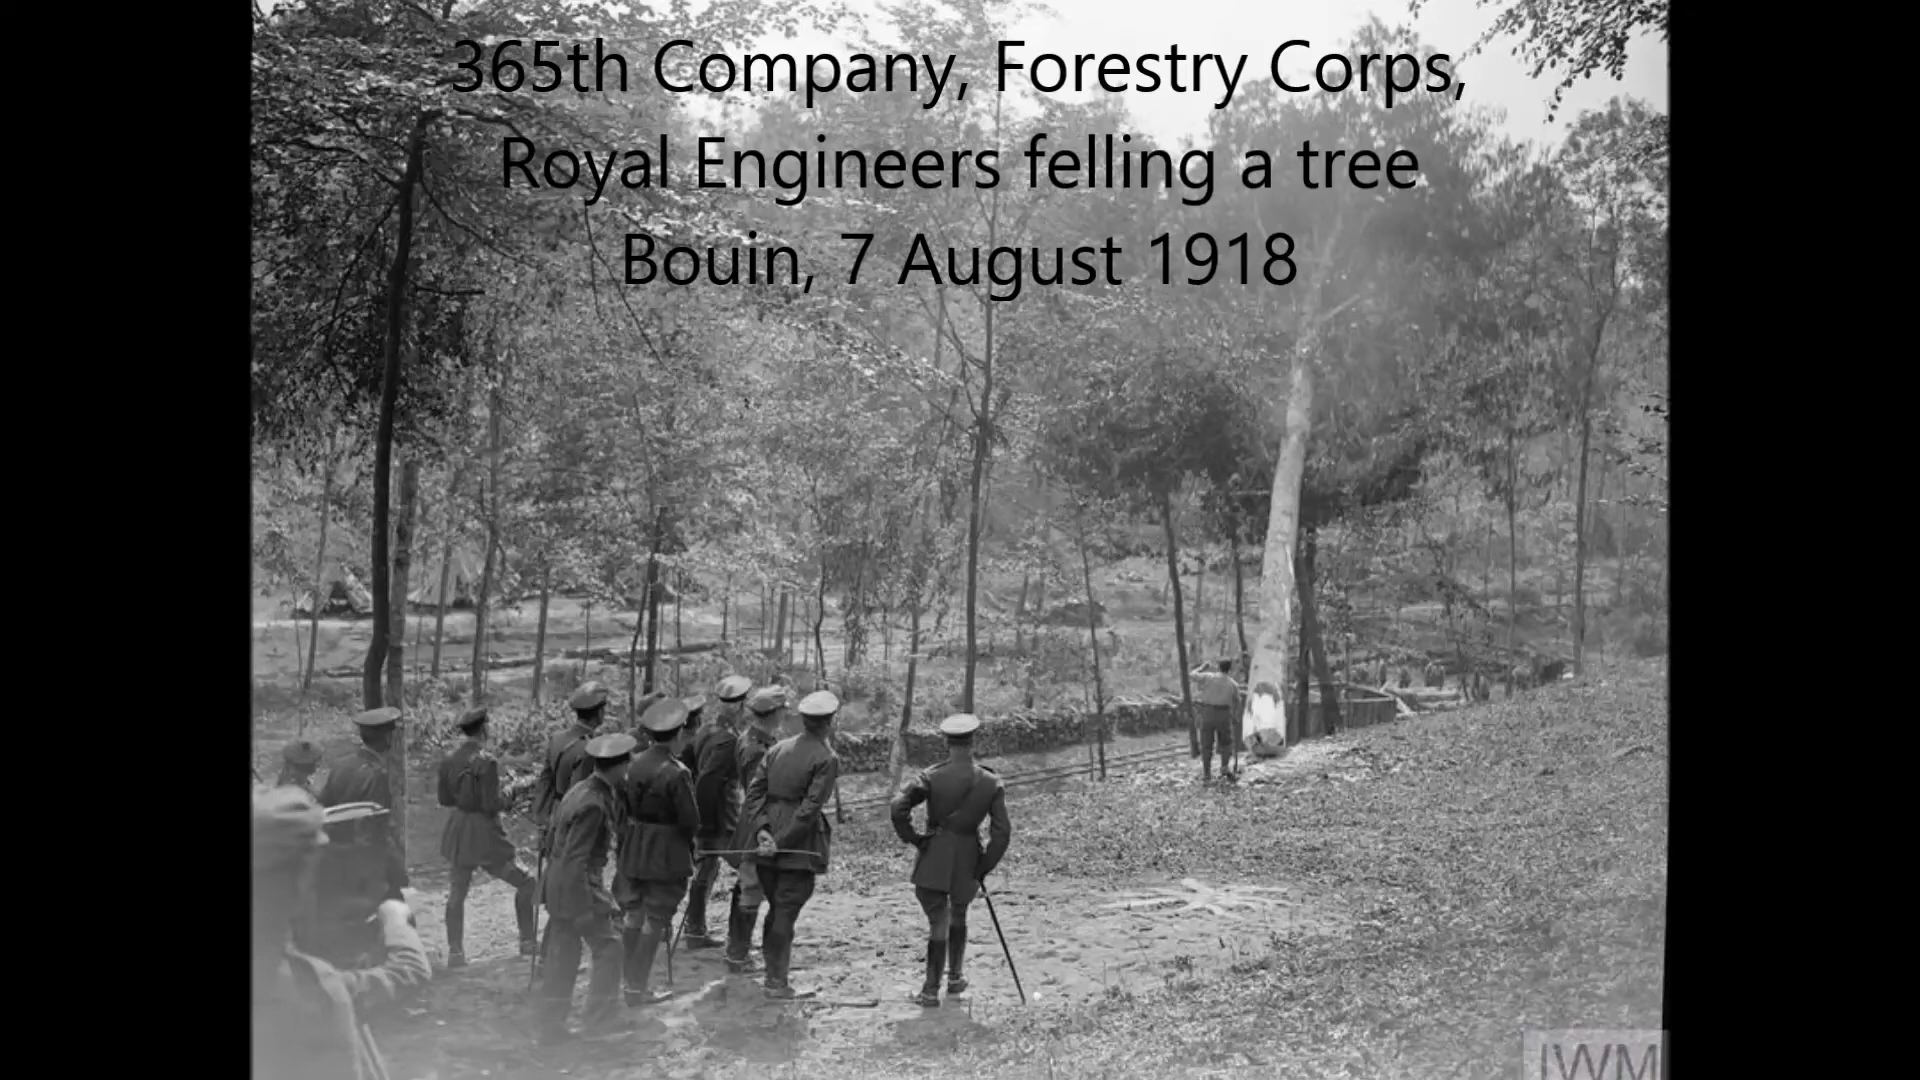 365th Company, Forestry Corps,
Royal Engineers felling a tree
Bouin, 7 August 1918
IWM